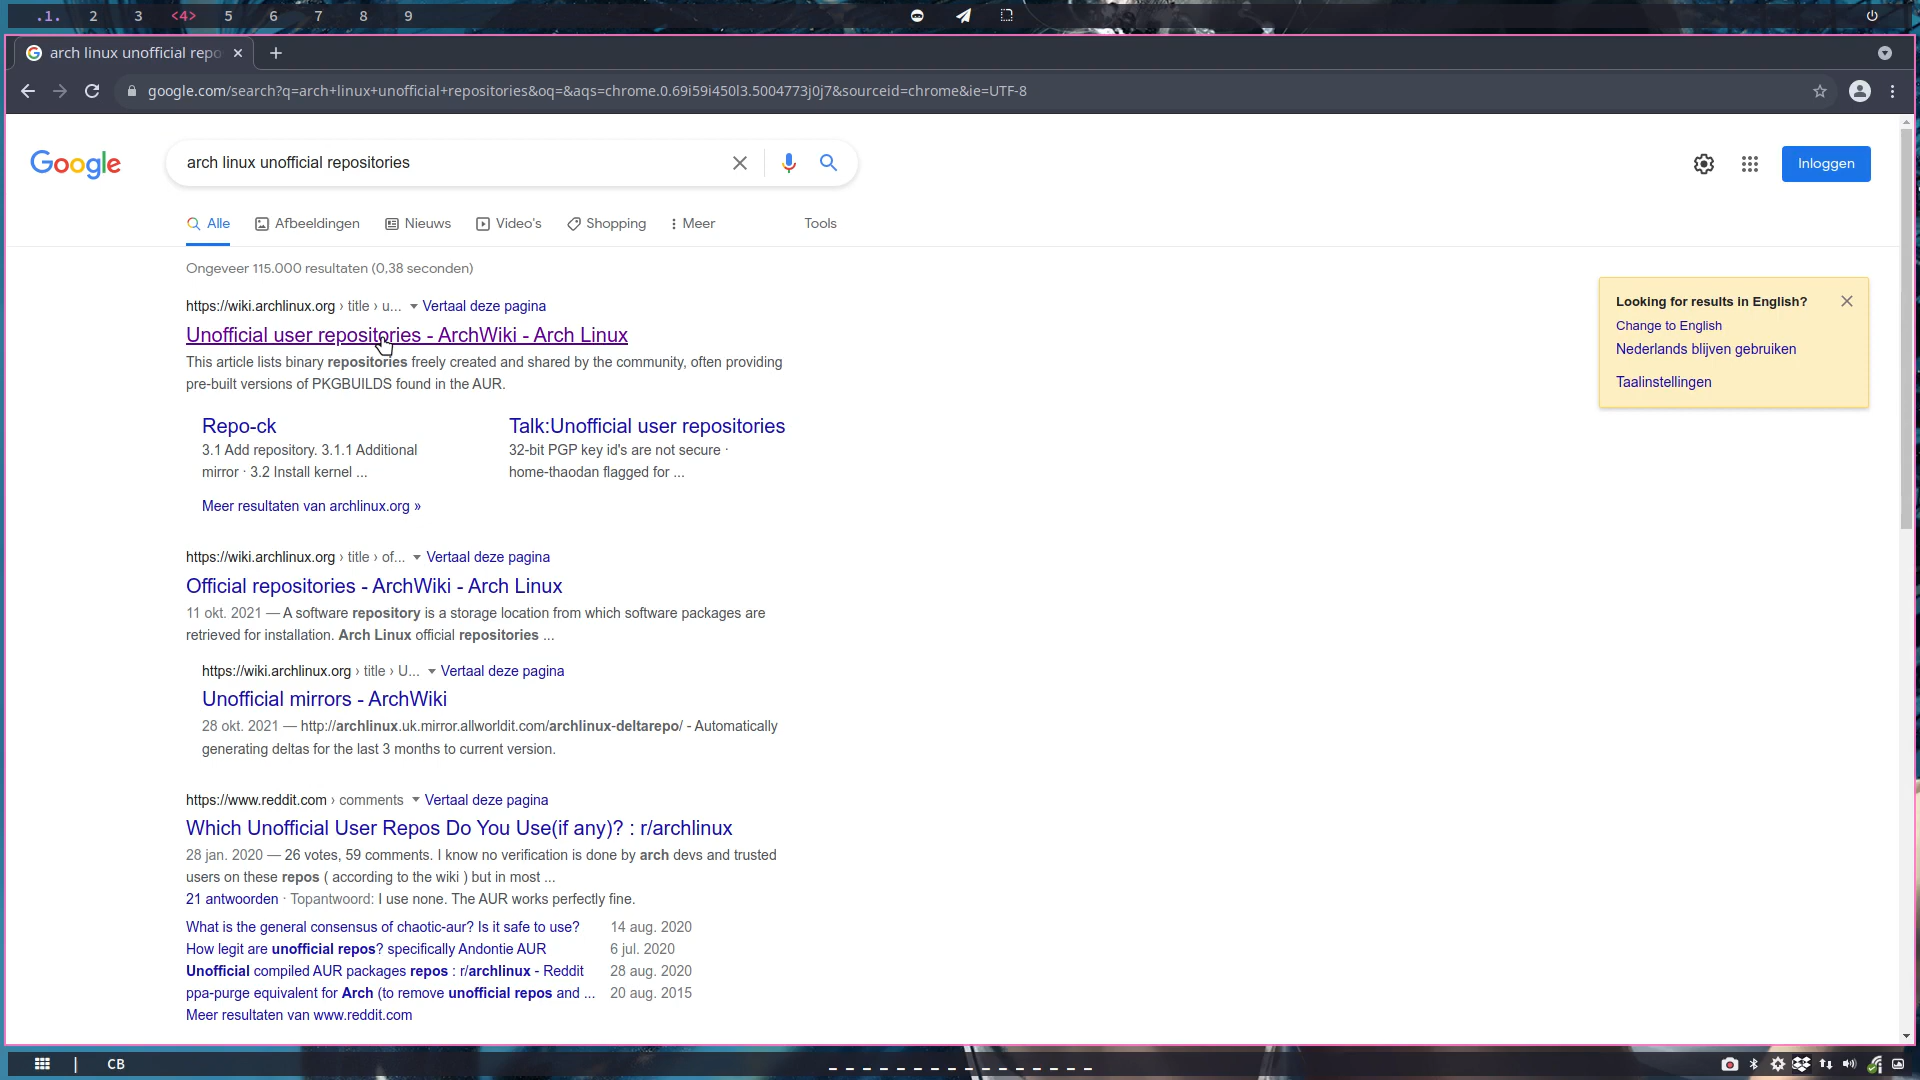 .1. 2 3 <4> 5 6 7 8 9
arch linux unofficial repo
google.com/search?q=arch+linux+unofficial+repositories&oq=&aqs=chrome.0.69i59i450l3.5004773j0j7&sourceid=chrome&ie=UTF-8
Google
arch linux unofficial repositories
Inloggen
Alle Afbeeldingen Nieuws Video's Shopping Meer Tools
Ongeveer 115.000 resultaten (0,38 seconden)
https://wiki.archlinux.org › title › u... Vertaal deze pagina
Unofficial user repositories - ArchWiki - Arch Linux
This article lists binary repositories freely created and shared by the community, often providing
pre-built versions of PKGBUILDS found in the AUR.
Repo-ck
3.1 Add repository. 3.1.1 Additional
mirror · 3.2 Install kernel ...
Talk:Unofficial user repositories
32-bit PGP key id's are not secure ·
home-thaodan flagged for ...
Meer resultaten van archlinux.org »
https://wiki.archlinux.org › title › of... Vertaal deze pagina
Official repositories - ArchWiki - Arch Linux
11 okt. 2021 — A software repository is a storage location from which software packages are
retrieved for installation. Arch Linux official repositories ...
https://wiki.archlinux.org › title › U... Vertaal deze pagina
Unofficial mirrors - ArchWiki
28 okt. 2021 — http://archlinux.uk.mirror.allworldit.com/archlinux-deltarepo/ - Automatically
generating deltas for the last 3 months to current version.
https://www.reddit.com › comments Vertaal deze pagina
Which Unofficial User Repos Do You Use(if any)? : r/archlinux
28 jan. 2020 — 26 votes, 59 comments. I know no verification is done by arch devs and trusted
users on these repos ( according to the wiki ) but in most ...
21 antwoorden · Topantwoord: I use none. The AUR works perfectly fine.
What is the general consensus of chaotic-aur? Is it safe to use? 14 aug. 2020
How legit are unofficial repos? specifically Andontie AUR 6 jul. 2020
Unofficial compiled AUR packages repos : r/archlinux - Reddit 28 aug. 2020
ppa-purge equivalent for Arch (to remove unofficial repos and ... 20 aug. 2015
Meer resultaten van www.reddit.com
Looking for results in English?
Change to English
Nederlands blijven gebruiken
Taalinstellingen
| CB